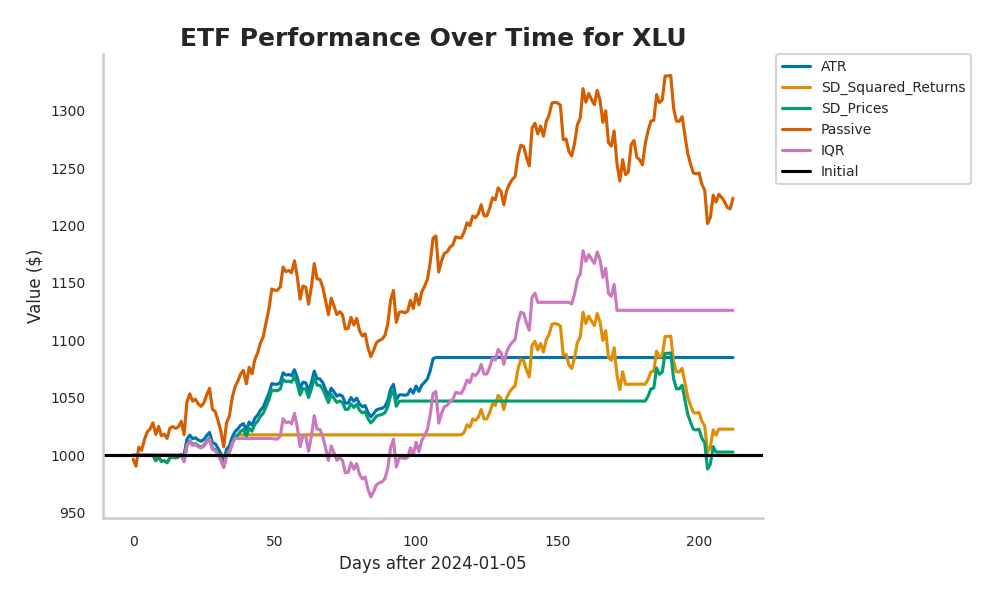 ETF Performance Over Time for XLU
ATR
SD_Squared_Returns
SD_Prices
Passive
IQR
Initial
Value ($)
1300
1250
1200
1150
1100
1050
1000
950
0 50 100 150 200
Days after 2024-01-05